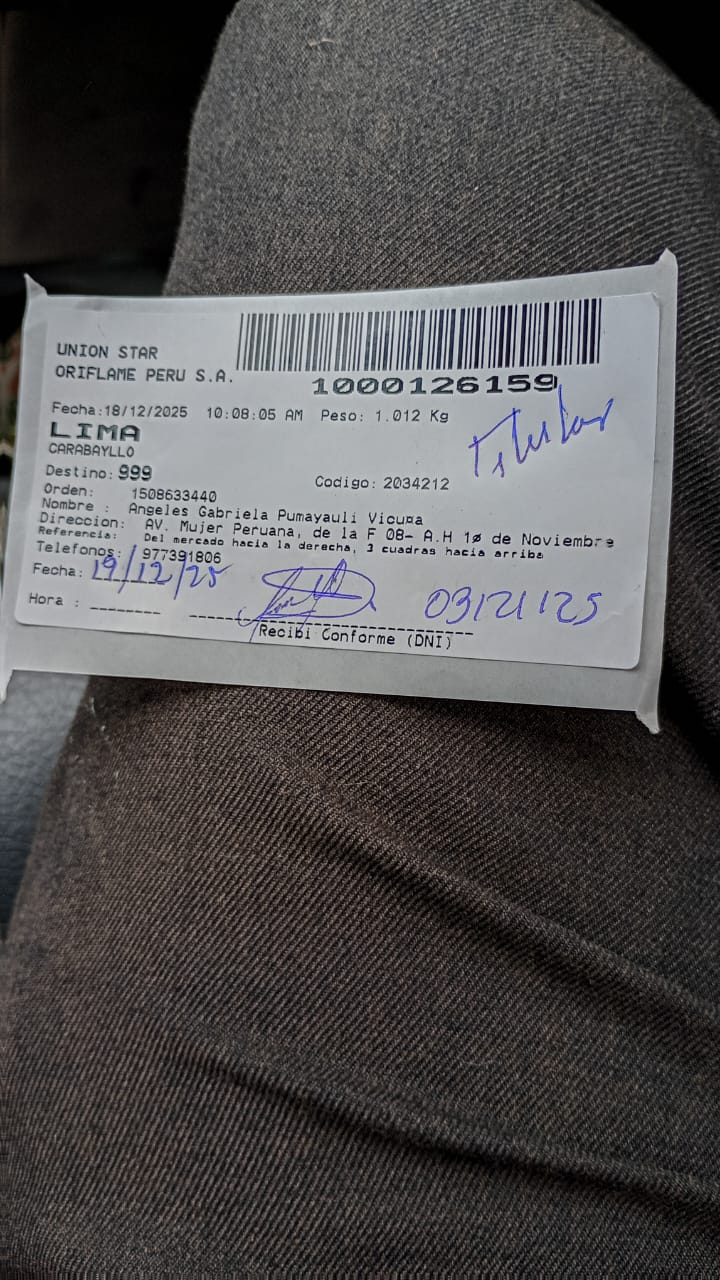 UNION STAR
ORIFLAME PERU S.A.
1000126159
Fecha:18/12/2025 10:08:05 AM Peso: 1.012 Kg
LIMA
Titular
CARABAYLLO
Destino: 999
Codigo: 2034212
Orden: 1508633440
Nombre : Angeles Gabriela Pumayauli Vicuna
Direccion: AV. Mujer Peruana, de la F 08- A.H 1ø de Noviembre
Referencia: Del mercado hacia la derecha, 3 cuadras hacia arriba
Telefonos: 977391806
Fecha: 19/12/25
Hora :
Recibi Conforme (DNI)